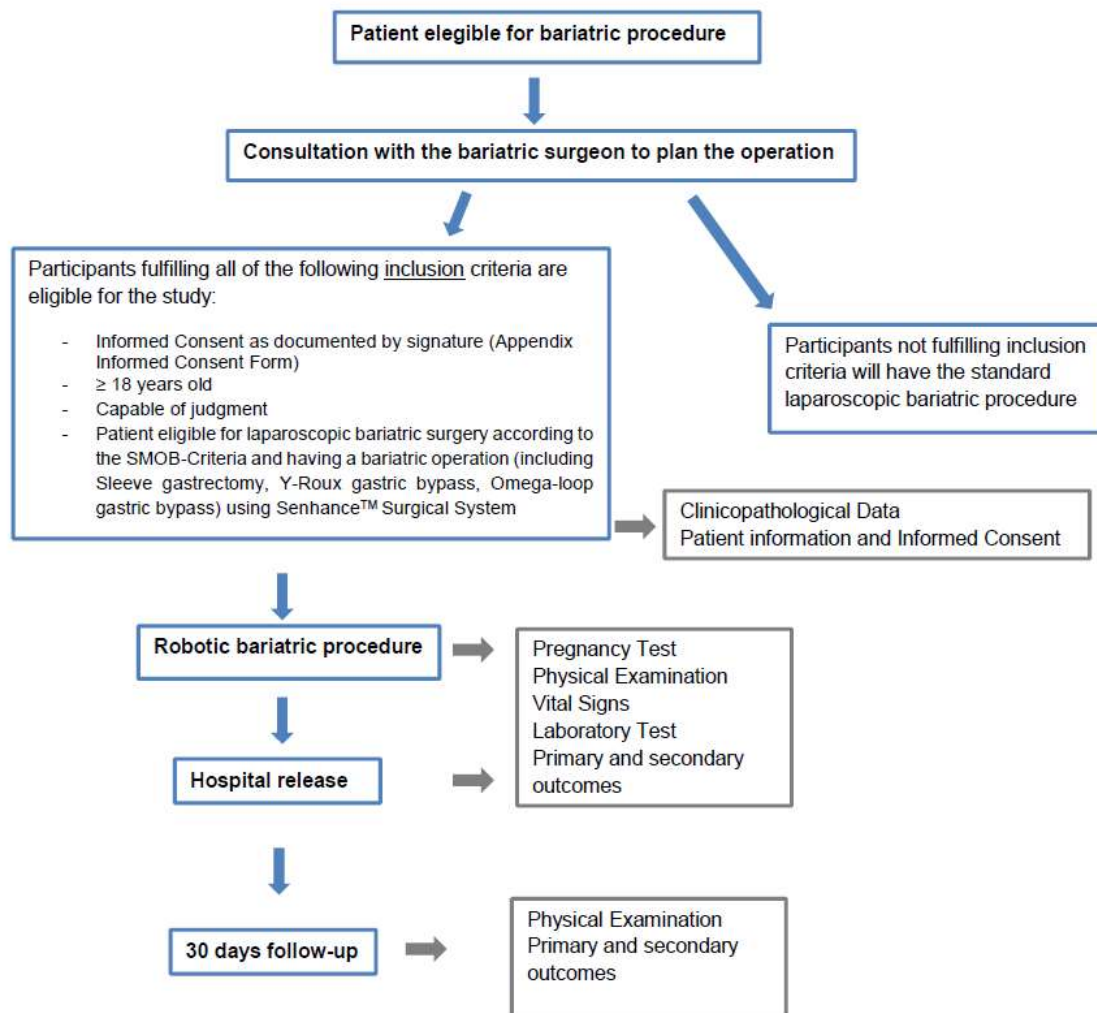 Patient elegible for bariatric procedure
Consultation with the bariatric surgeon to plan the operation
Participants fulfilling all of the following inclusion criteria are
eligible for the study:
- Informed Consent as documented by signature (Appendix
Informed Consent Form)
- ≥ 18 years old
- Capable of judgment
- Patient eligible for laparoscopic bariatric surgery according to
the SMOB-Criteria and having a bariatric operation (including
Sleeve gastrectomy, Y-Roux gastric bypass, Omega-loop
gastric bypass) using Senhance™ Surgical System
Participants not fulfilling inclusion
criteria will have the standard
laparoscopic bariatric procedure
Clinicopathological Data
Patient information and Informed Consent
Robotic bariatric procedure
Pregnancy Test
Physical Examination
Vital Signs
Laboratory Test
Primary and secondary
outcomes
Hospital release
30 days follow-up
Physical Examination
Primary and secondary
outcomes